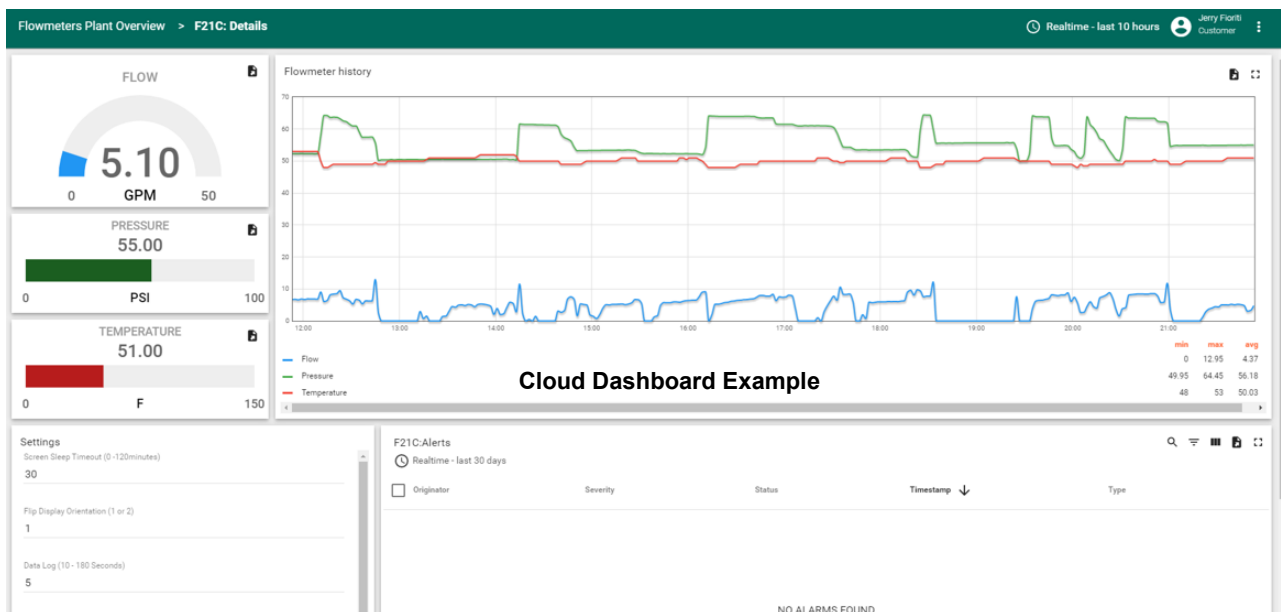 Flowmeters Plant Overview > F21C: Details
Realtime - last 10 hours
Jerry Fioriti
Customer
FLOW
5.10
0 GPM 50
PRESSURE
55.00
0 PSI 100
TEMPERATURE
51.00
0 F 150
Flowmeter history
70
60
50
40
30
20
10
0
12:00 13:00 14:00 15:00 16:00 17:00 18:00 19:00 20:00 21:00
min max avg
Flow 0 12.95 4.37
Pressure 49.95 64.45 56.18
Temperature 48 53 50.03
Cloud Dashboard Example
Settings
Screen Sleep Timeout (0 -120minutes)
30
Flip Display Orientation (1 or 2)
1
Data Log (10 - 180 Seconds)
5
F21C:Alerts
Realtime - last 30 days
Originator Severity Status Timestamp Type
NO ALARMS FOUND